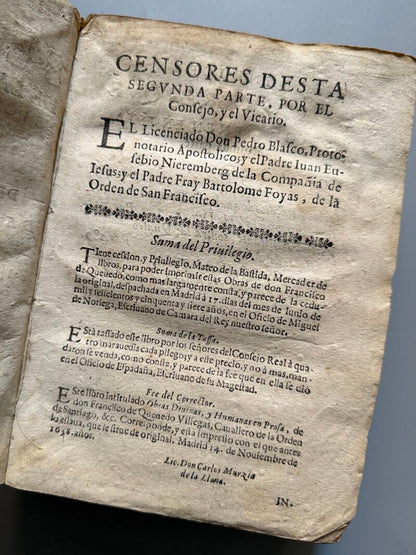 CENSORES DESTA
SEGVNDA PARTE, POR EL
Consejo, y el Vicario.
EL Licenciado Don Pedro Blasco, Proto-
notario Apostolico; y el Padre Iuan Eu-
sebio Nieremberg de la Compañia de
Iesus; y el Padre Fray Bartolome Foyas, de la
Orden de San Francisco.
Suma del Priuilegio.
Tiene cession, y Priuilegio, Mateo de la Bastida, Mercader de
libros, para poder imprimir estas Obras de don Francisco
de Queuedo, como mas largamente consta, y parece de la cedu-
la original, despachada en Madrid à 17. dias del mes de Iunio de
mil y seiscientos y cinquenta y siete años, en el Oficio de Miguel
de Noriega, Escriuano de Camara del Rey nuestro señor.
Suma de la Tassa.
Està tassado este libro por los señores del Consejo Real à qua-
tro marauedis cada pliego, y a este precio, y no à mas, man-
daron se venda, como consta, y parece de la fee que en ella se diò
en el Oficio de Espadaña, Escriuano de su Magestad.
Fee del Corrector.
Este libro intitulado Obras Diuinas, y Humanas en Prosa, de
don Francisco de Queuedo Villegas, Cauallero de la Orden
de Santiago, &c. Corresponde, y està impresso con el que antes
lo estaua, que le situe de original. Madrid 14. de Nouiembre de
1658. años.
Lic. Don Carlos Murzia
de la Llana.
IN.